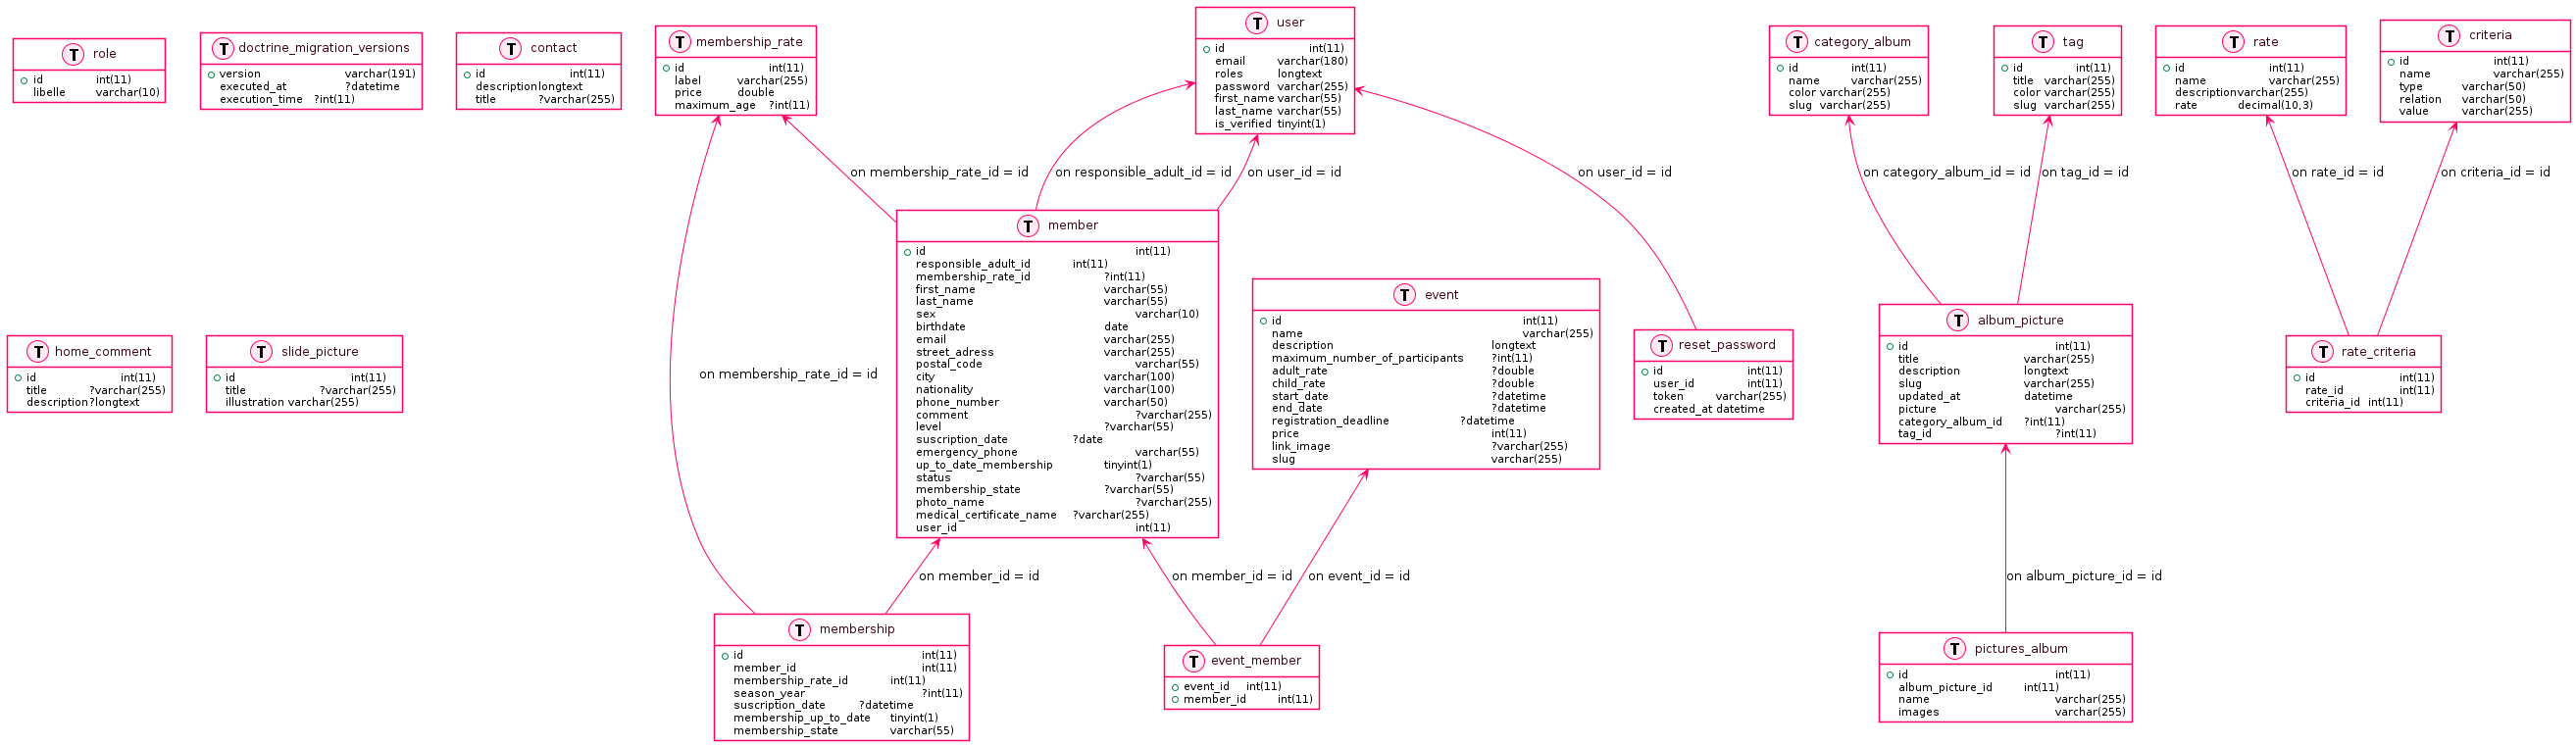 T role
id int(11)
libelle varchar(10)
T doctrine_migration_versions
version varchar(191)
executed_at ?datetime
execution_time ?int(11)
T contact
id int(11)
description longtext
title ?varchar(255)
T membership_rate
id int(11)
label varchar(255)
price double
maximum_age ?int(11)
T user
id int(11)
email varchar(180)
roles longtext
password varchar(255)
first_name varchar(55)
last_name varchar(55)
is_verified tinyint(1)
T category_album
id int(11)
name varchar(255)
color varchar(255)
slug varchar(255)
T tag
id int(11)
title varchar(255)
color varchar(255)
slug varchar(255)
T rate
id int(11)
name varchar(255)
description varchar(255)
rate decimal(10,3)
T criteria
id int(11)
name varchar(255)
type varchar(50)
relation varchar(50)
value varchar(255)
on membership_rate_id = id
on responsible_adult_id = id
on user_id = id
on user_id = id
on category_album_id = id
on tag_id = id
on rate_id = id
on criteria_id = id
T home_comment
id int(11)
title ?varchar(255)
description ?longtext
T slide_picture
id int(11)
title ?varchar(255)
illustration varchar(255)
on membership_rate_id = id
T member
id int(11)
responsible_adult_id int(11)
membership_rate_id ?int(11)
first_name varchar(55)
last_name varchar(55)
sex varchar(10)
birthdate date
email varchar(255)
street_adress varchar(255)
postal_code varchar(55)
city varchar(100)
nationality varchar(100)
phone_number varchar(50)
comment ?varchar(255)
level ?varchar(55)
suscription_date ?date
emergency_phone varchar(55)
up_to_date_membership tinyint(1)
status ?varchar(55)
membership_state ?varchar(55)
photo_name ?varchar(255)
medical_certificate_name ?varchar(255)
user_id int(11)
T event
id int(11)
name varchar(255)
description longtext
maximum_number_of_participants ?int(11)
adult_rate ?double
child_rate ?double
start_date ?datetime
end_date ?datetime
registration_deadline ?datetime
price int(11)
link_image ?varchar(255)
slug varchar(255)
T reset_password
id int(11)
user_id int(11)
token varchar(255)
created_at datetime
T album_picture
id int(11)
title varchar(255)
description longtext
slug varchar(255)
updated_at datetime
picture varchar(255)
category_album_id ?int(11)
tag_id ?int(11)
T rate_criteria
id int(11)
rate_id int(11)
criteria_id int(11)
on member_id = id
on member_id = id
on event_id = id
on album_picture_id = id
T membership
id int(11)
member_id int(11)
membership_rate_id int(11)
season_year ?int(11)
suscription_date ?datetime
membership_up_to_date tinyint(1)
membership_state varchar(55)
T event_member
event_id int(11)
member_id int(11)
T pictures_album
id int(11)
album_picture_id int(11)
name varchar(255)
images varchar(255)